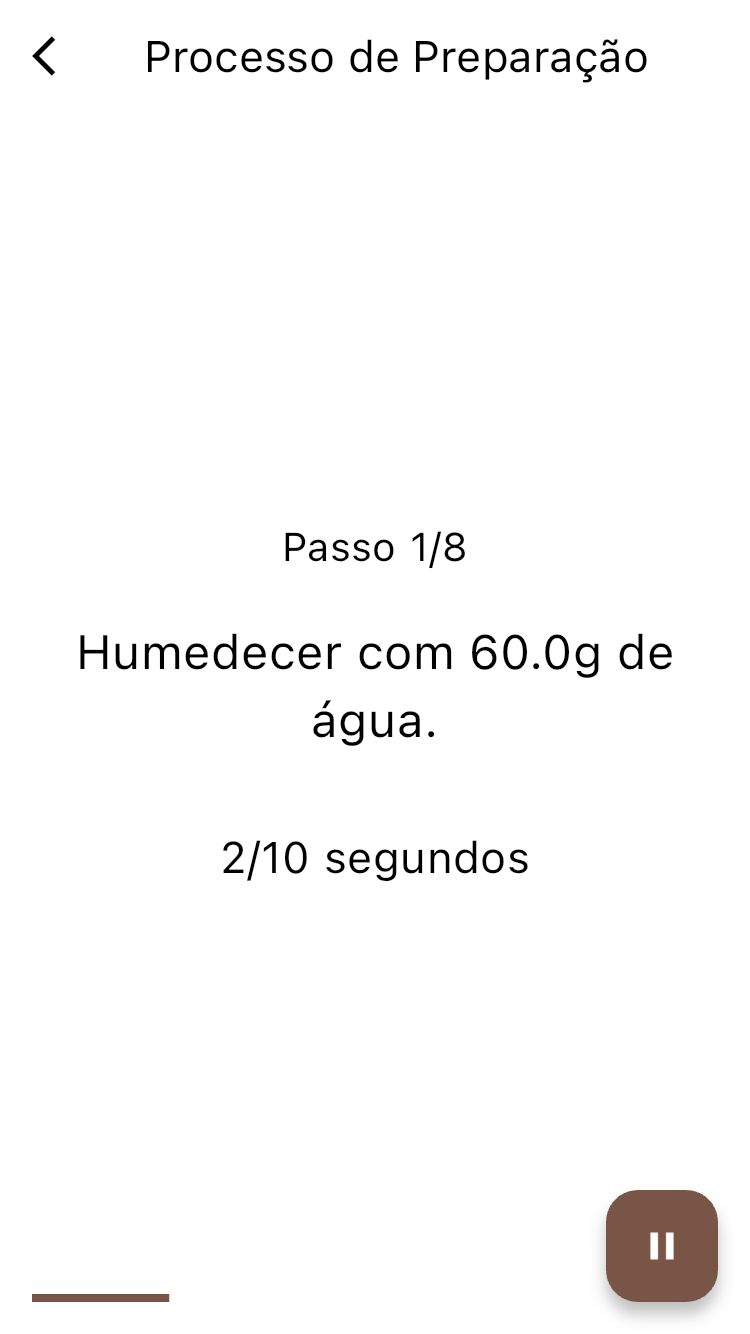 Processo de Preparação
Passo 1/8
Humedecer com 60.0g de
água.
2/10 segundos